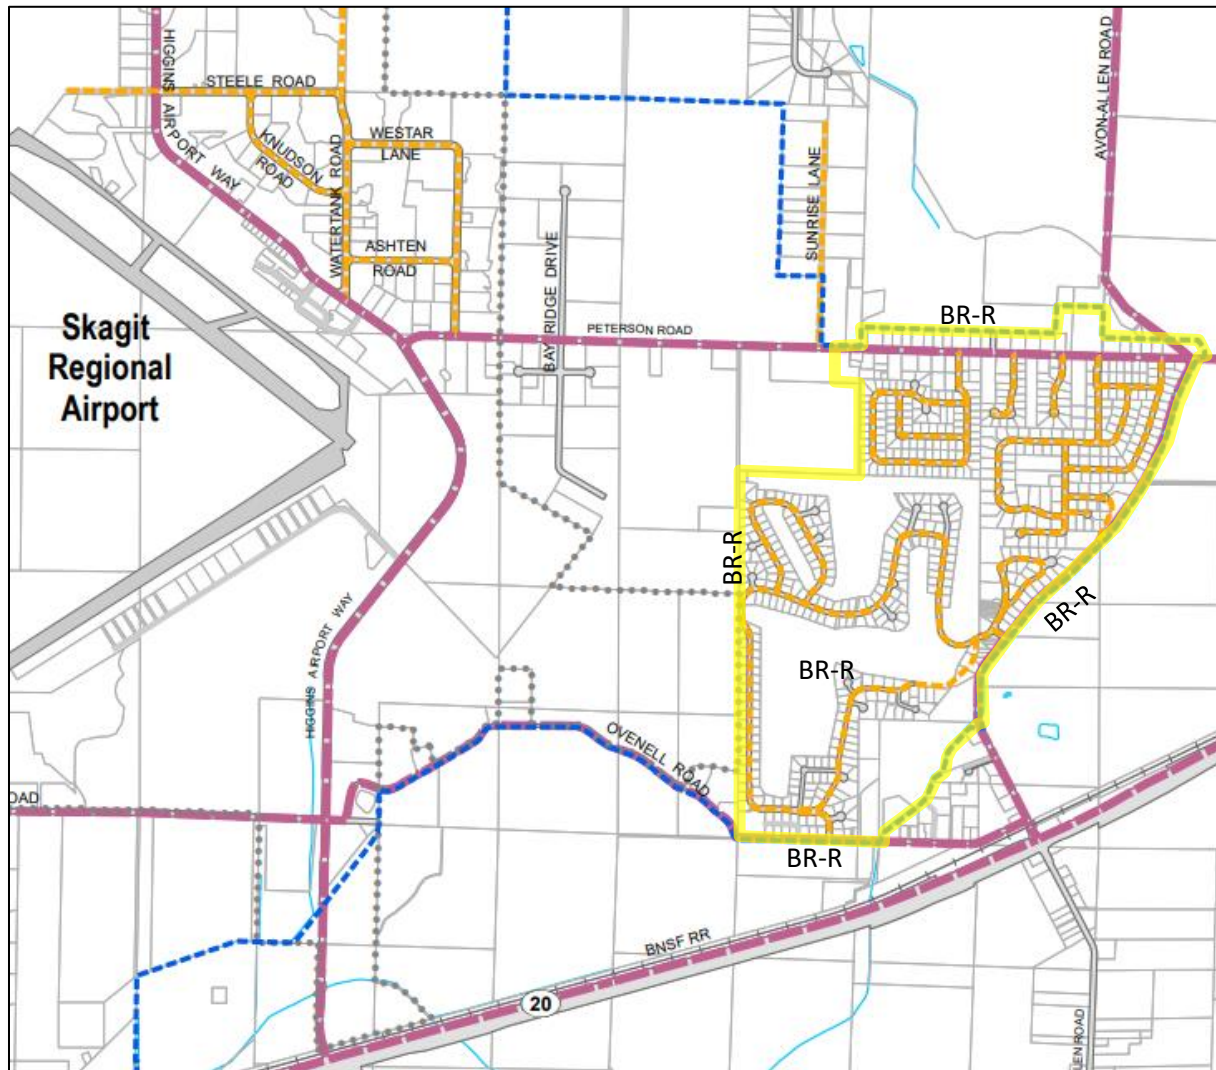 HIGGINS AIRPORT WAY
STEELE ROAD
KNUDSON
ROAD
WATERTANK ROAD
WESTAR
LANE
ASHTEN
ROAD
BAY RIDGE DRIVE
SUNRISE LANE
AVON-ALLEN ROAD
PETERSON ROAD
BR-R
Skagit
Regional
Airport
BR-R
BR-R
BR-R
HIGGINS AIRPORT WAY
OVENELL ROAD
OAD
BR-R
BNSF RR
20
LEN ROAD